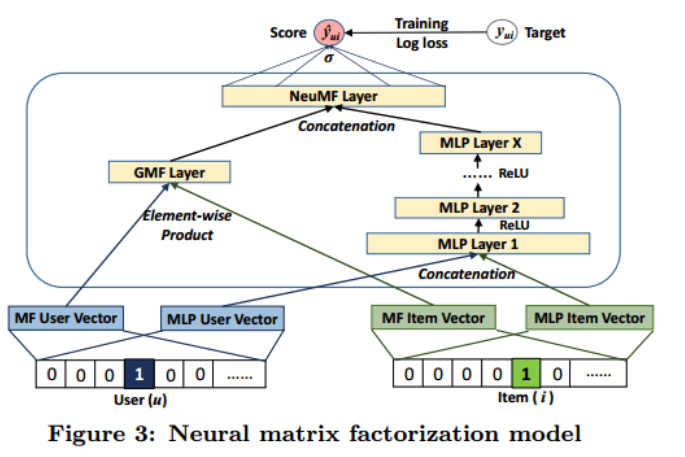 Score ŷui Training yui Target
Log loss
σ
NeuMF Layer
Concatenation
MLP Layer X
GMF Layer
...... ReLU
Element-wise
Product
MLP Layer 2
ReLU
MLP Layer 1
Concatenation
MF User Vector
MLP User Vector
MF Item Vector
MLP Item Vector
0 0 0 1 0 0 ......
0 0 0 0 1 0 ......
User (u)
Item ( i )
Figure 3: Neural matrix factorization model